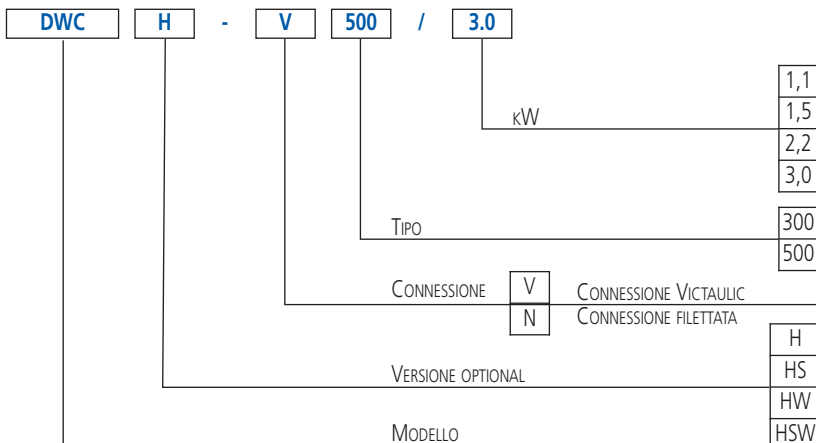 DWC H - V 500 / 3.0
1,1
kW 1,5
2,2
3,0
Tipo 300
500
Connessione V Connessione Victaulic
N Connessione filettata
H
Versione optional HS
HW
Modello HSW